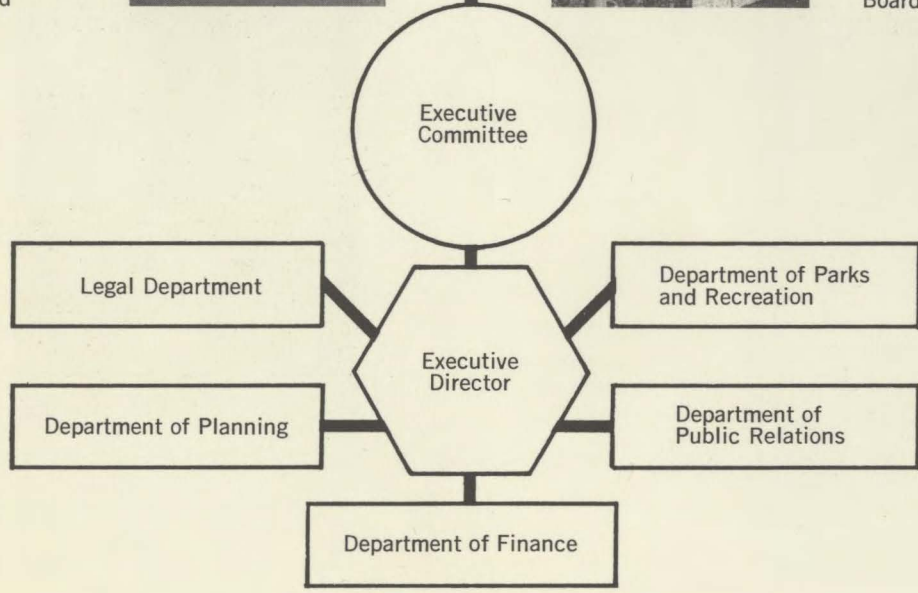 Board
Executive
Committee
Legal Department
Department of Parks
and Recreation
Executive
Director
Department of Planning
Department of
Public Relations
Department of Finance